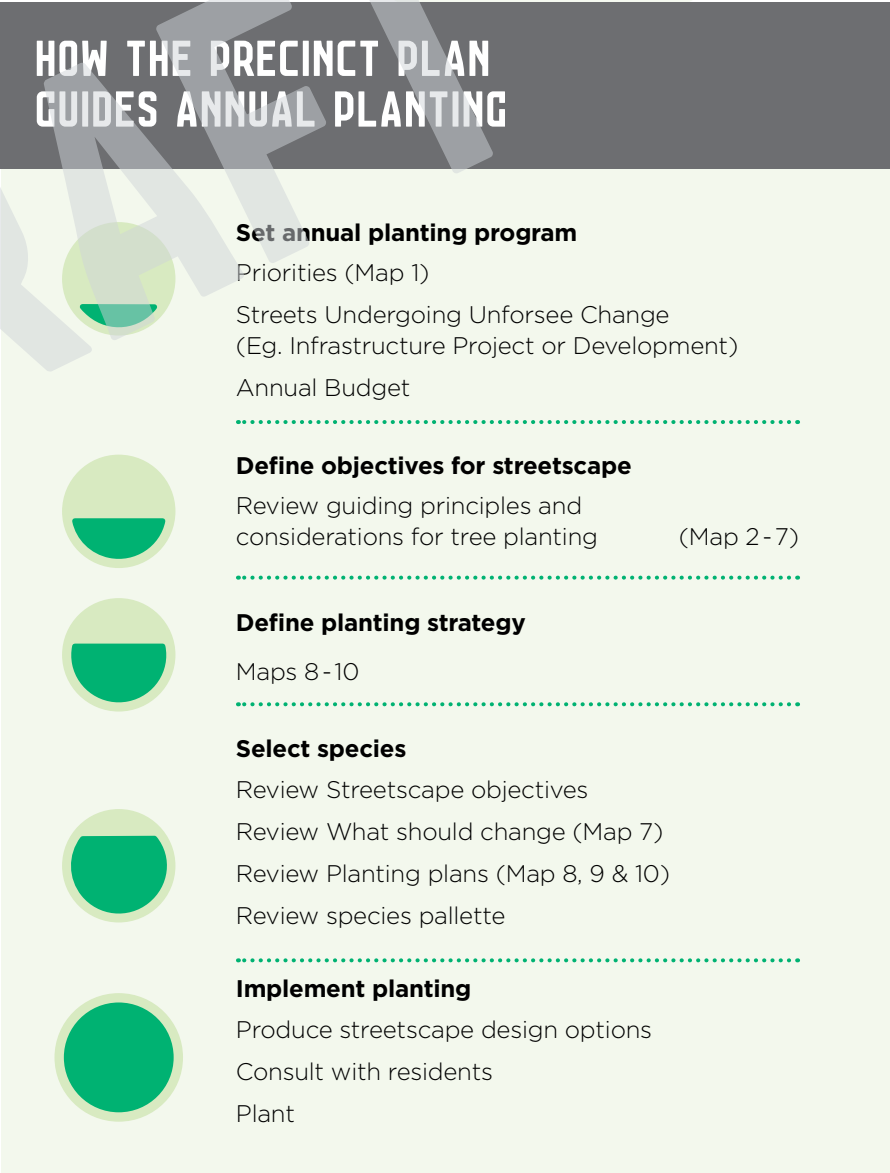 HOW THE PRECINCT PLAN
GUIDES ANNUAL PLANTING
Set annual planting program
Priorities (Map 1)
Streets Undergoing Unforsee Change
(Eg. Infrastructure Project or Development)
Annual Budget
Define objectives for streetscape
Review guiding principles and
considerations for tree planting (Map 2-7)
Define planting strategy
Maps 8-10
Select species
Review Streetscape objectives
Review What should change (Map 7)
Review Planting plans (Map 8, 9 & 10)
Review species pallette
Implement planting
Produce streetscape design options
Consult with residents
Plant
RAFT